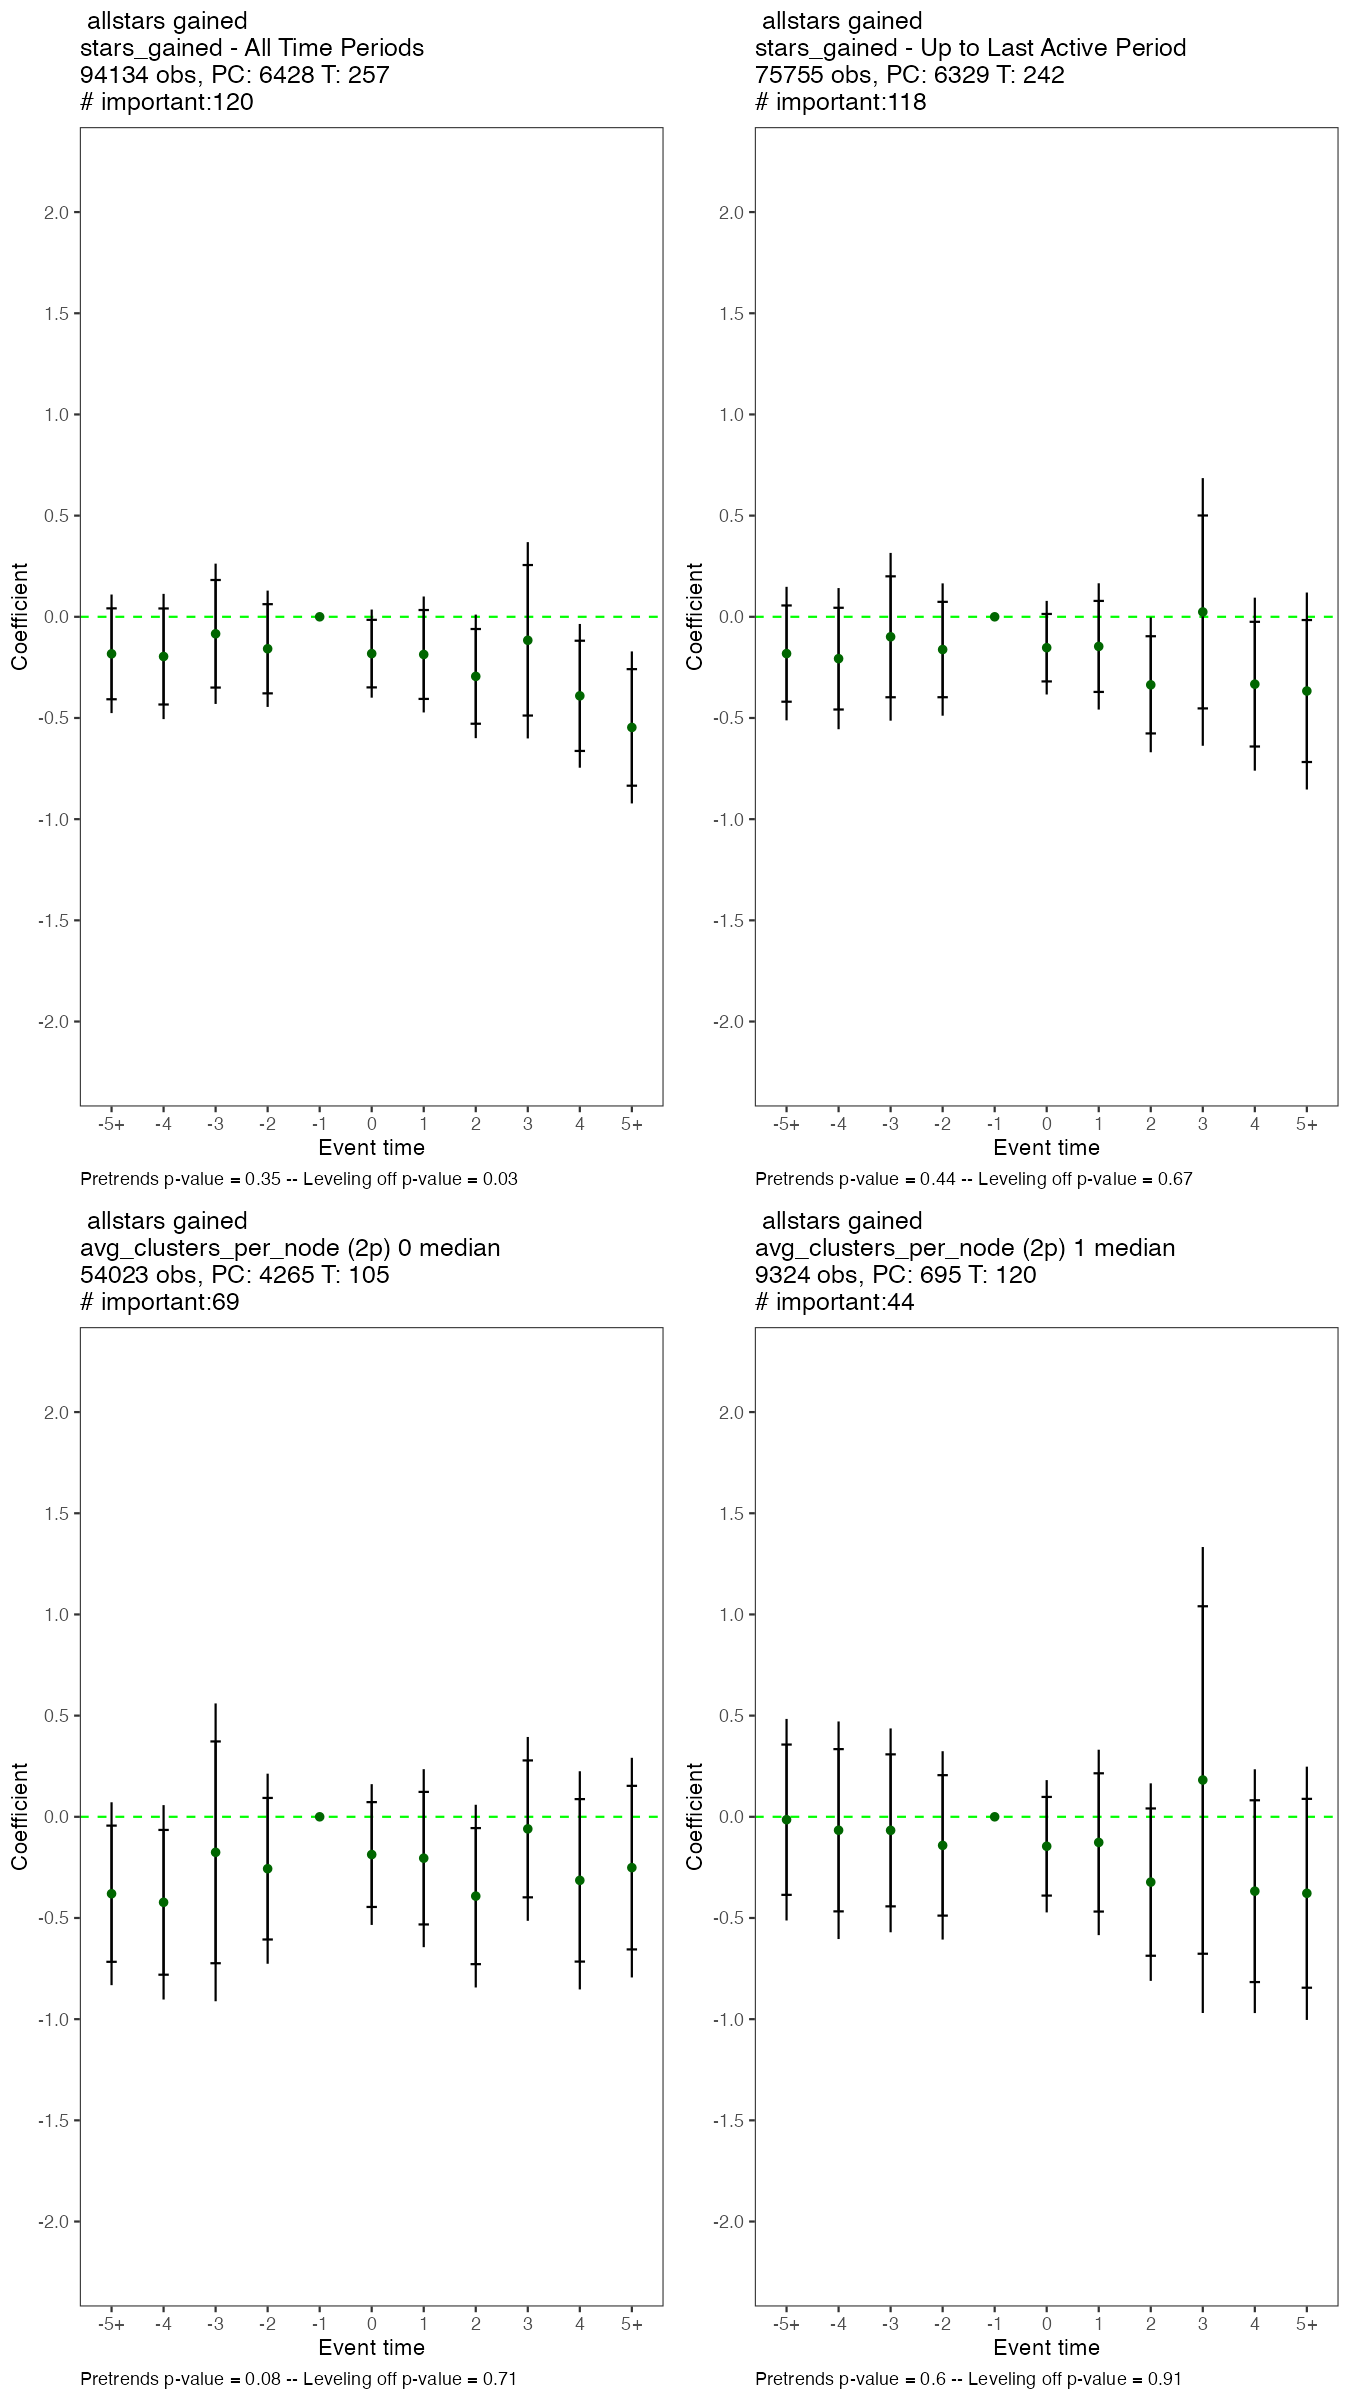 allstars gained
stars_gained - All Time Periods
94134 obs, PC: 6428 T: 257
# important:120
2.0
1.5
1.0
0.5
0.0
-0.5
-1.0
-1.5
-2.0
Coefficient
-5+ -4 -3 -2 -1 0 1 2 3 4 5+
Event time
Pretrends p-value = 0.35 -- Leveling off p-value = 0.03
allstars gained
stars_gained - Up to Last Active Period
75755 obs, PC: 6329 T: 242
# important:118
2.0
1.5
1.0
0.5
0.0
-0.5
-1.0
-1.5
-2.0
Coefficient
-5+ -4 -3 -2 -1 0 1 2 3 4 5+
Event time
Pretrends p-value = 0.44 -- Leveling off p-value = 0.67
allstars gained
avg_clusters_per_node (2p) 0 median
54023 obs, PC: 4265 T: 105
# important:69
2.0
1.5
1.0
0.5
0.0
-0.5
-1.0
-1.5
-2.0
Coefficient
-5+ -4 -3 -2 -1 0 1 2 3 4 5+
Event time
Pretrends p-value = 0.08 -- Leveling off p-value = 0.71
allstars gained
avg_clusters_per_node (2p) 1 median
9324 obs, PC: 695 T: 120
# important:44
2.0
1.5
1.0
0.5
0.0
-0.5
-1.0
-1.5
-2.0
Coefficient
-5+ -4 -3 -2 -1 0 1 2 3 4 5+
Event time
Pretrends p-value = 0.6 -- Leveling off p-value = 0.91